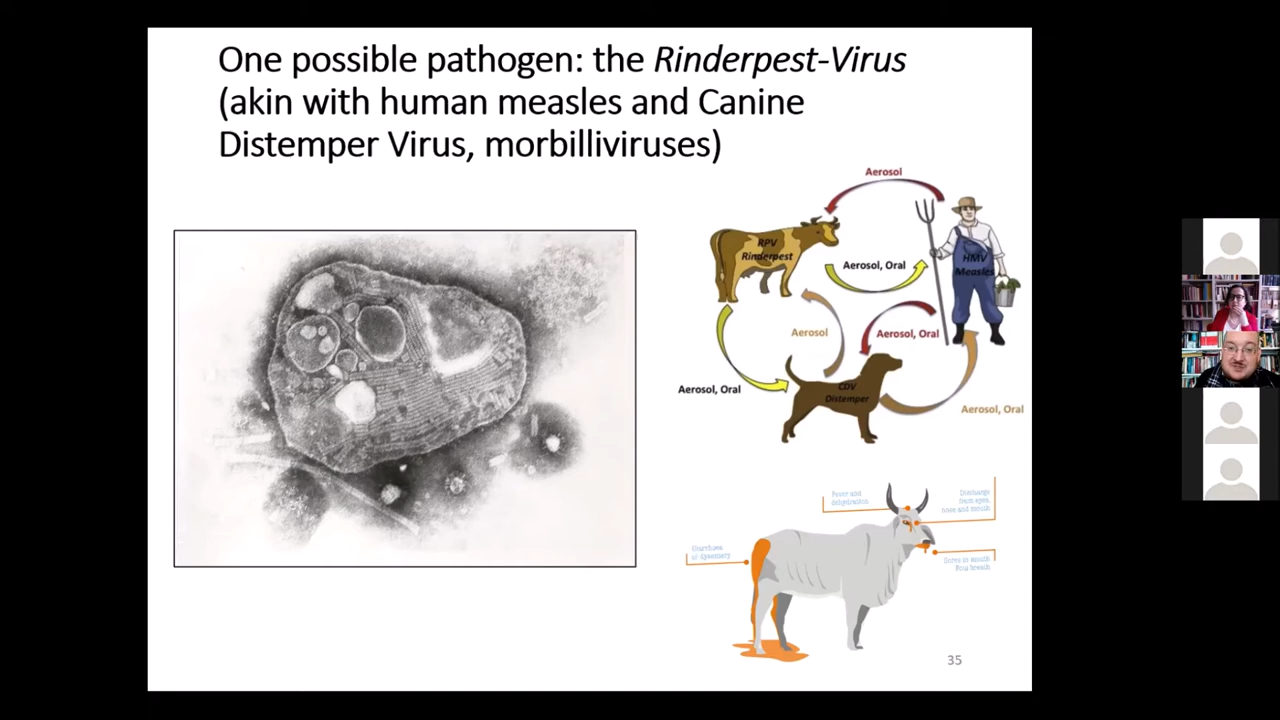 One possible pathogen: the Rinderpest-Virus
(akin with human measles and Canine
Distemper Virus, morbilliviruses)
Aerosol
RPV
Rinderpest
Aerosol, Oral
HMV
Measles
Aerosol
Aerosol, Oral
Aerosol, Oral
CDV
Distemper
Aerosol, Oral
Fever and
dehydration
Discharge
from eyes,
nose and mouth
Diarrhoea
or dysentery
Sores in mouth
Foul breath
35